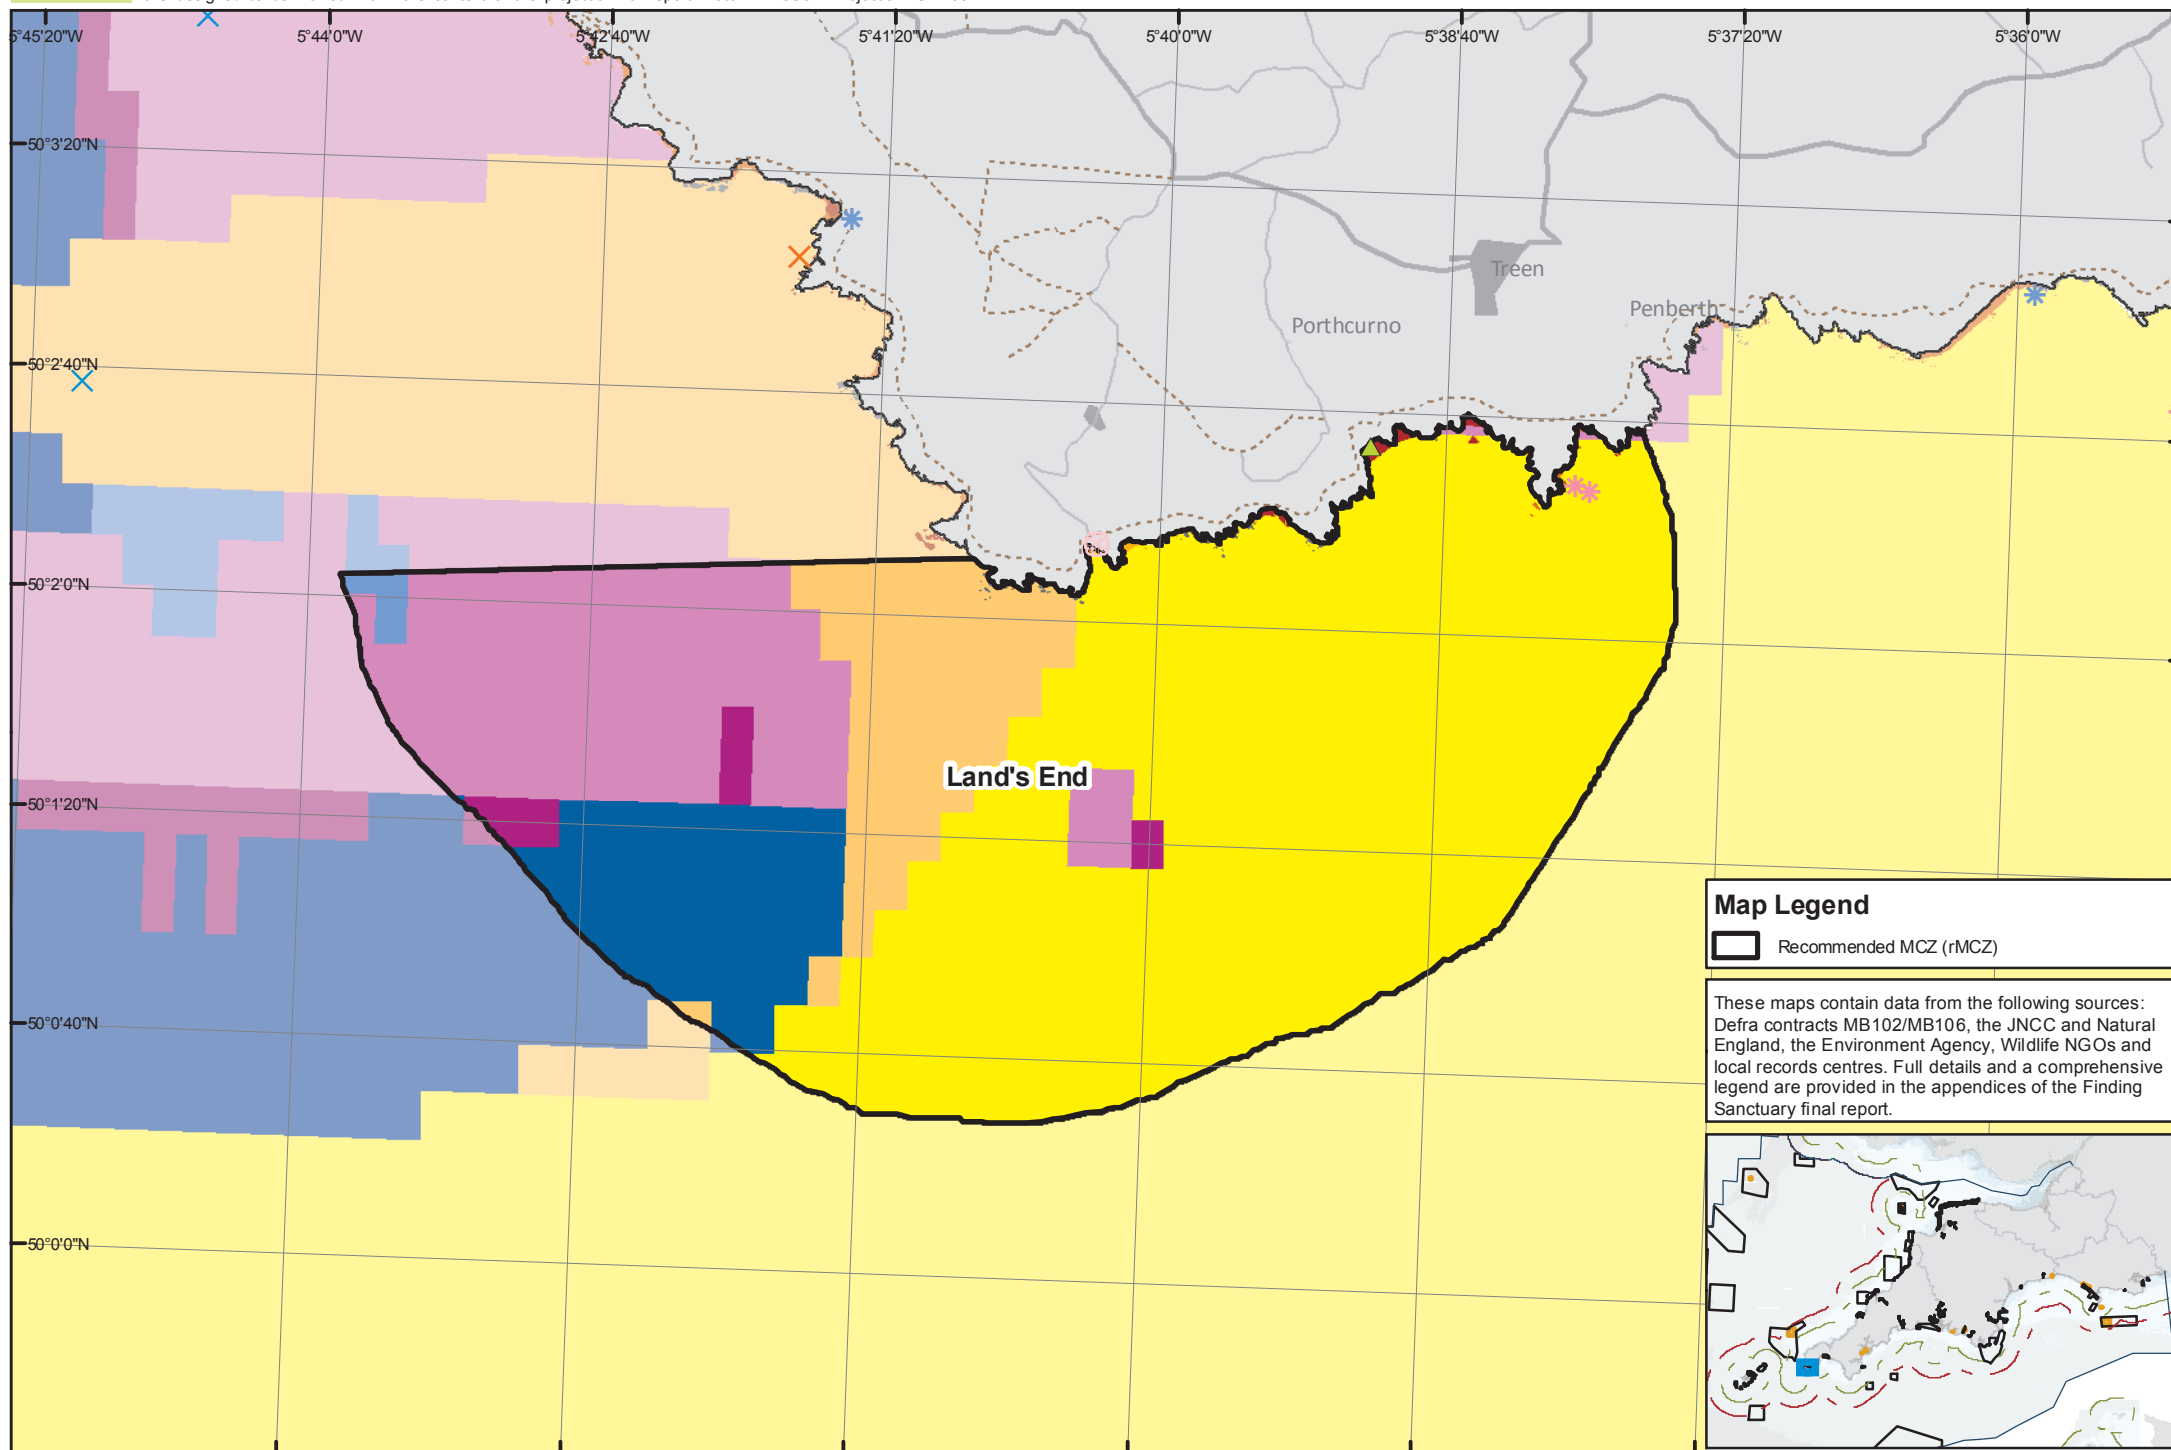 5°45'20"W
5°44'0"W
5°42'40"W
5°41'20"W
5°40'0"W
5°38'40"W
5°37'20"W
5°36'0"W
50°3'20"N
Treen
Penberth
Porthcurno
50°2'40"N
50°2'0"N
Land's End
50°1'20"N
50°0'40"N
50°0'0"N
Map Legend
Recommended MCZ (rMCZ)
These maps contain data from the following sources:
Defra contracts MB102/MB106, the JNCC and Natural
England, the Environment Agency, Wildlife NGOs and
local records centres. Full details and a comprehensive
legend are provided in the appendices of the Finding
Sanctuary final report.